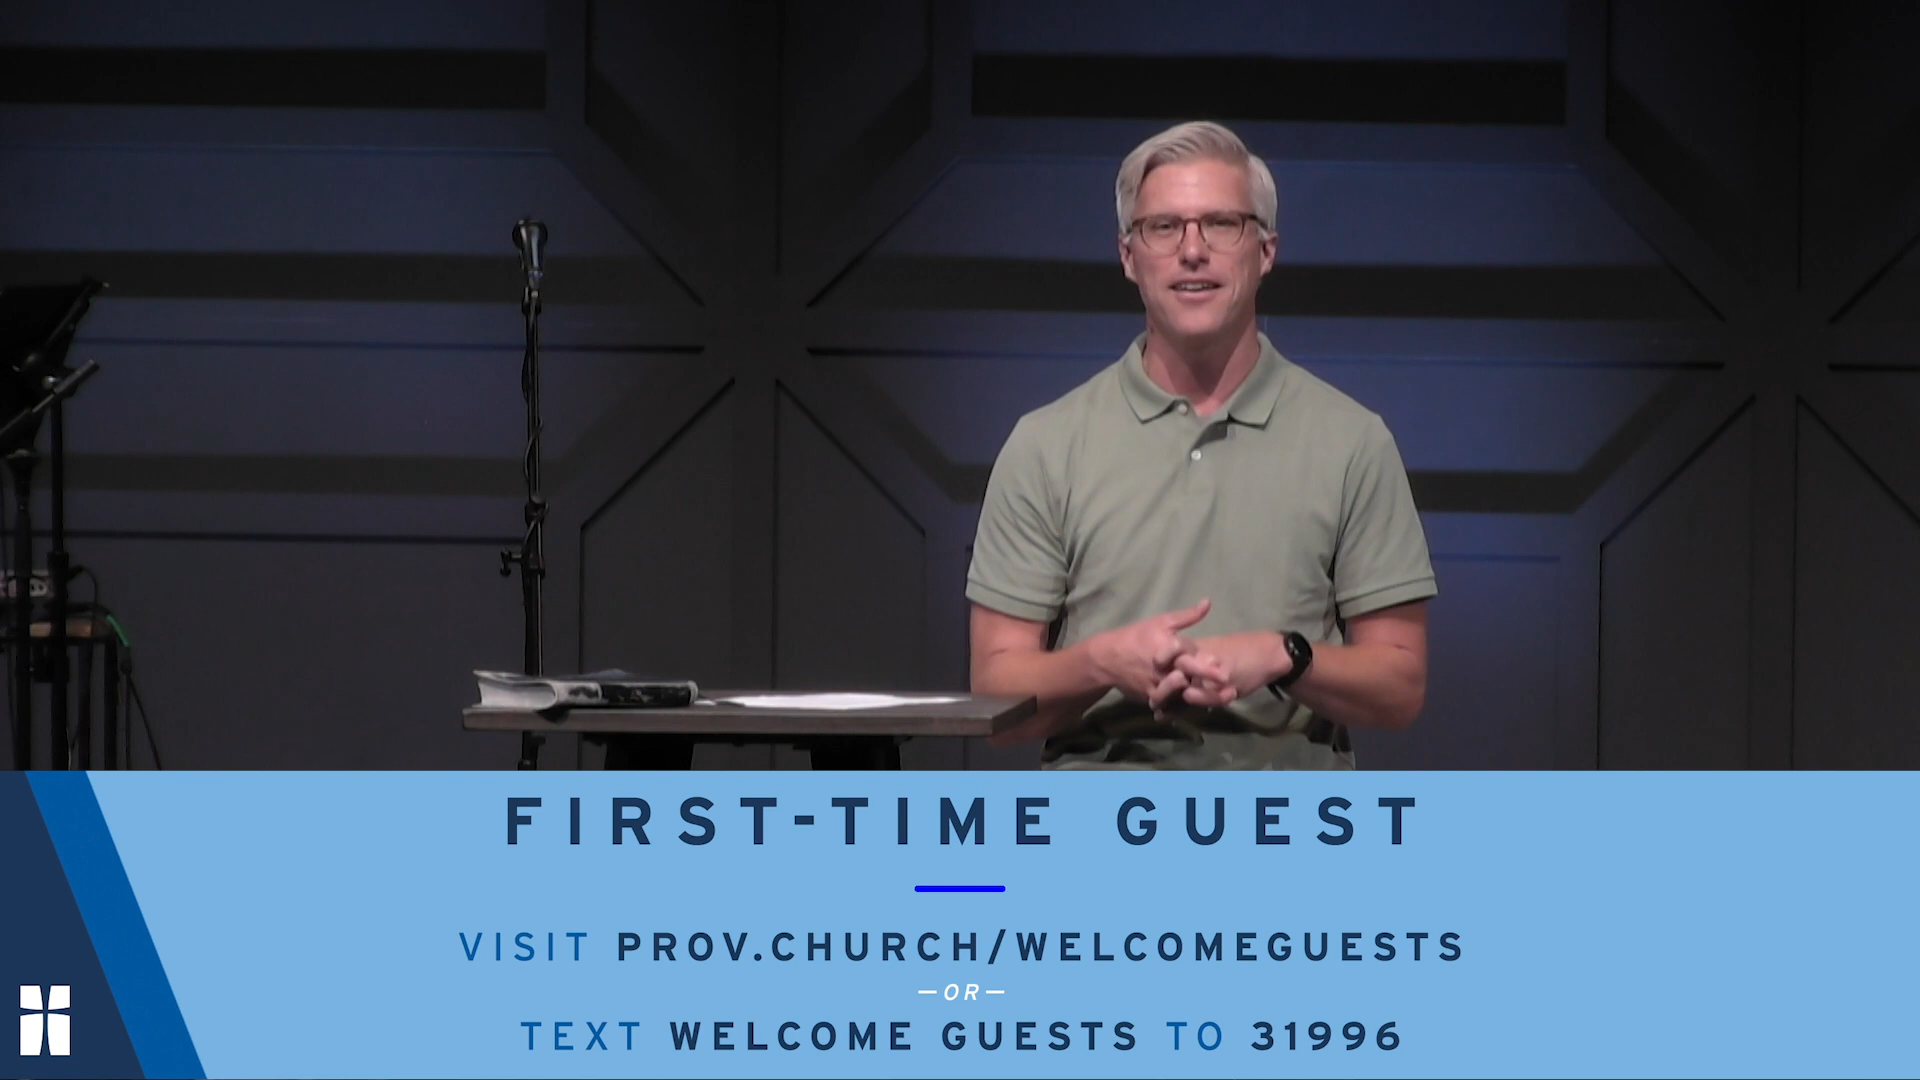 FIRST-TIME GUEST
VISIT PROV.CHURCH/WELCOMEGUESTS
—OR—
TEXT WELCOME GUESTS TO 31996